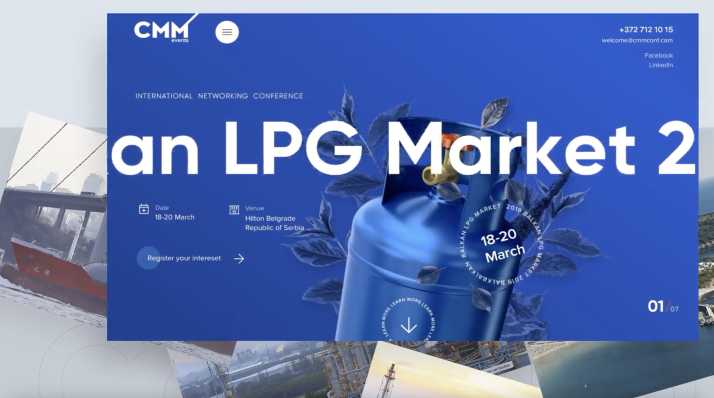 CMM
events
+372 712 10 15
welcome@cmmconf.com
Facebook
LinkedIn
INTERNATIONAL NETWORKING CONFERENCE
an LPG Market 2
Date
18-20 March
Venue
Hilton Belgrade
Republic of Serbia
Register your intereset
BALKAN LPG MARKET 2019 BALKAN LPG MARKET 2019 BALKAN
18-20
March
LEARN MORE LEARN MORE LEARN MORE LEARN
01/07